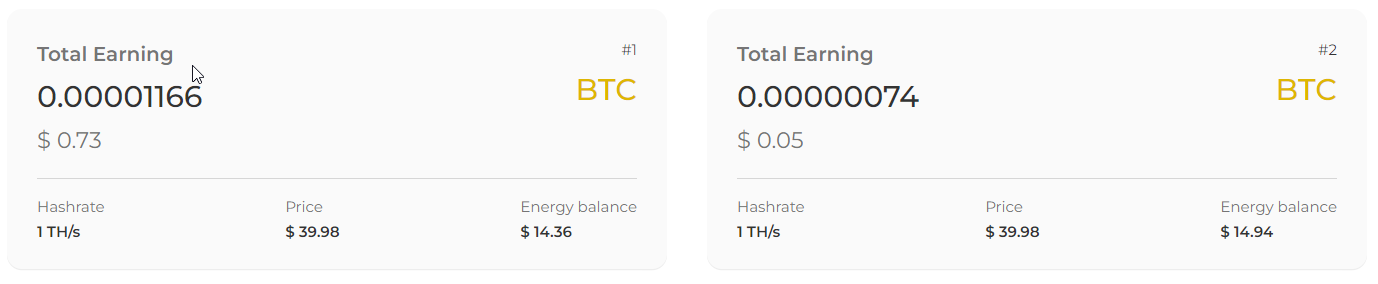 Total Earning
#1
0.00001166
BTC
$ 0.73
Hashrate
Price
Energy balance
1 TH/s
$ 39.98
$ 14.36
Total Earning
#2
0.00000074
BTC
$ 0.05
Hashrate
Price
Energy balance
1 TH/s
$ 39.98
$ 14.94